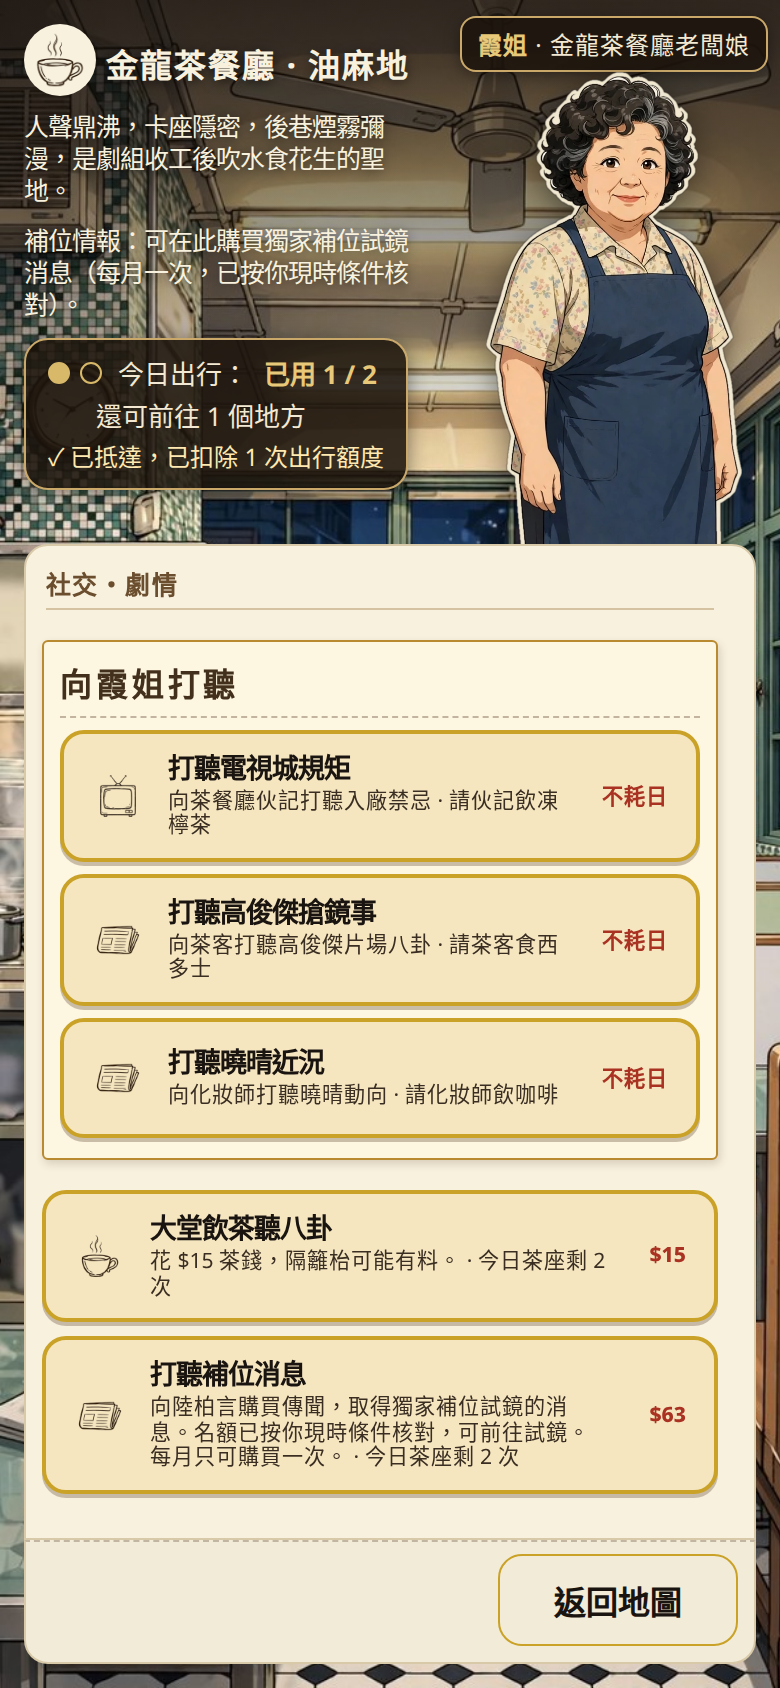 金龍茶餐廳 · 油麻地
霞姐 · 金龍茶餐廳老闆娘
人聲鼎沸，卡座隱密，後巷煙霧彌
漫，是劇組收工後吹水食花生的聖
地。
補位情報：可在此購買獨家補位試鏡
消息（每月一次，已按你現時條件核
對）。
今日出行： 已用 1 / 2
還可前往 1 個地方
✓ 已抵達，已扣除 1 次出行額度
社交・劇情
向霞姐打聽
打聽電視城規矩
向茶餐廳伙記打聽入廠禁忌 · 請伙記飲凍
檸茶
不耗日
打聽高俊傑搶鏡事
向茶客打聽高俊傑片場八卦 · 請茶客食西
多士
不耗日
打聽曉晴近況
向化妝師打聽曉晴動向 · 請化妝師飲咖啡
不耗日
大堂飲茶聽八卦
花 $15 茶錢，隔籬枱可能有料。 · 今日茶座剩 2
次
$15
打聽補位消息
向陸柏言購買傳聞，取得獨家補位試鏡的消
息。名額已按你現時條件核對，可前往試鏡。
每月只可購買一次。 · 今日茶座剩 2 次
$63
返回地圖